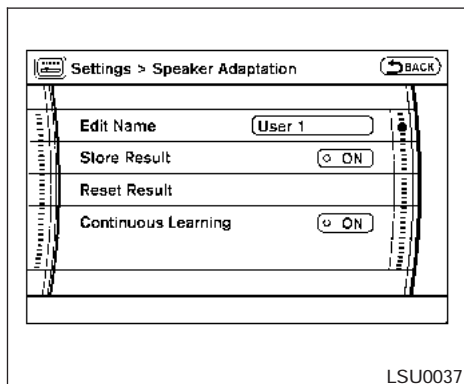 Settings > Speaker Adaptation BACK
Edit Name User 1
Store Result ON
Reset Result
Continuous Learning ON
LSU0037